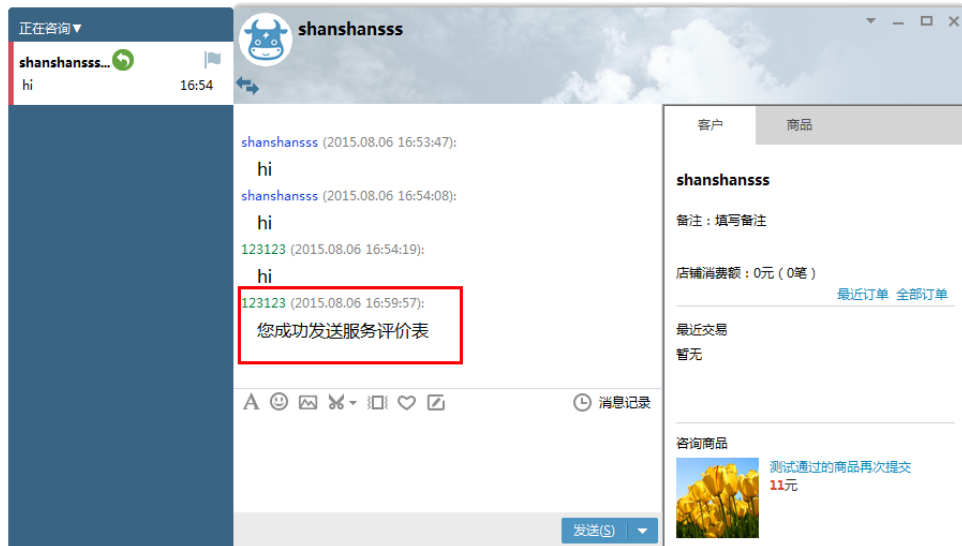 正在咨询▼
shanshansss...
hi
16:54
shanshansss
shanshansss (2015.08.06 16:53:47):
hi
shanshansss (2015.08.06 16:54:08):
hi
123123 (2015.08.06 16:54:19):
hi
123123 (2015.08.06 16:59:57):
您成功发送服务评价表
消息记录
发送(S)
客户
商品
shanshansss
备注：填写备注
店铺消费额：0元（0笔）
最近订单 全部订单
最近交易
暂无
咨询商品
测试通过的商品再次提交
11元